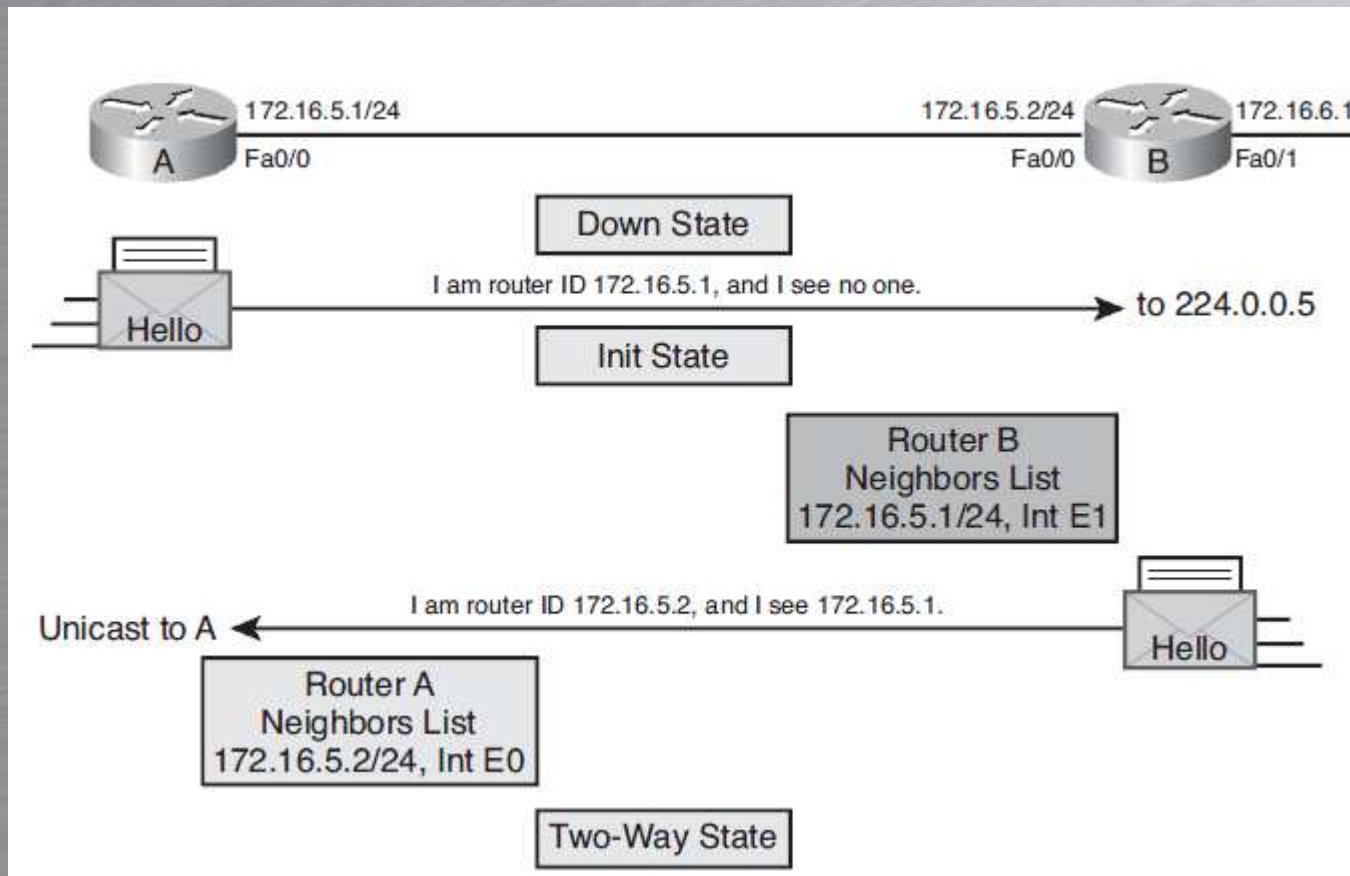 172.16.5.1/24
172.16.5.2/24
172.16.6.1
A
Fa0/0
Fa0/0
B
Fa0/1
Down State
I am router ID 172.16.5.1, and I see no one.
to 224.0.0.5
Hello
Init State
Router B
Neighbors List
172.16.5.1/24, Int E1
I am router ID 172.16.5.2, and I see 172.16.5.1.
Unicast to A
Hello
Router A
Neighbors List
172.16.5.2/24, Int E0
Two-Way State